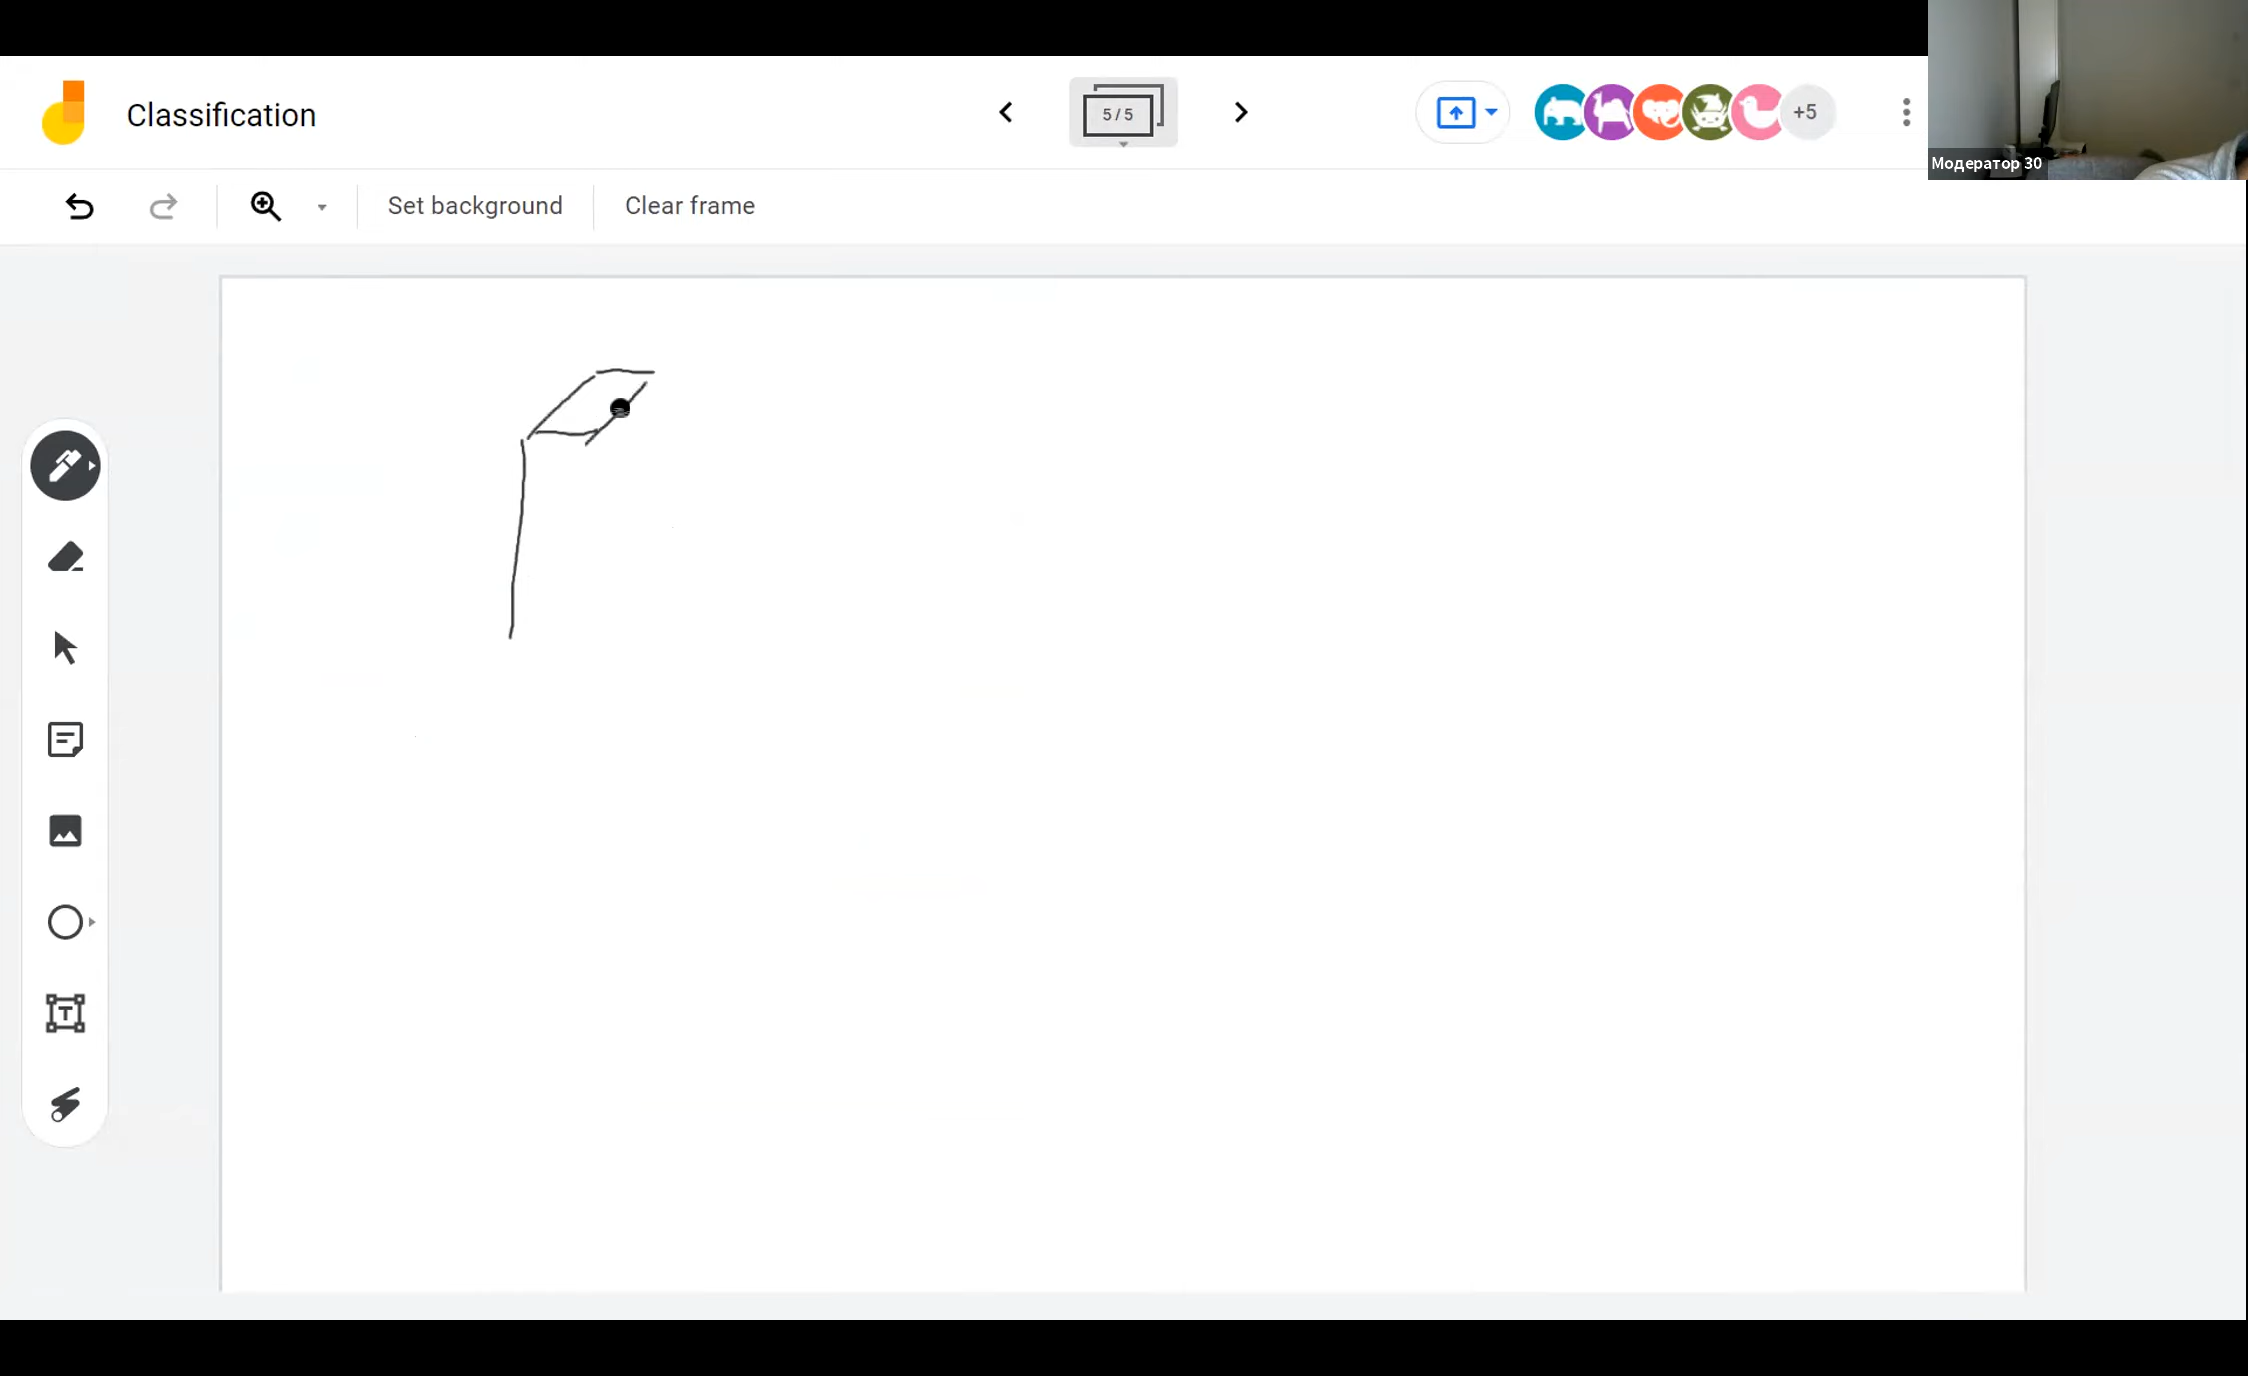 Classification
5 / 5
+5
Модератор 30
Set background
Clear frame
T